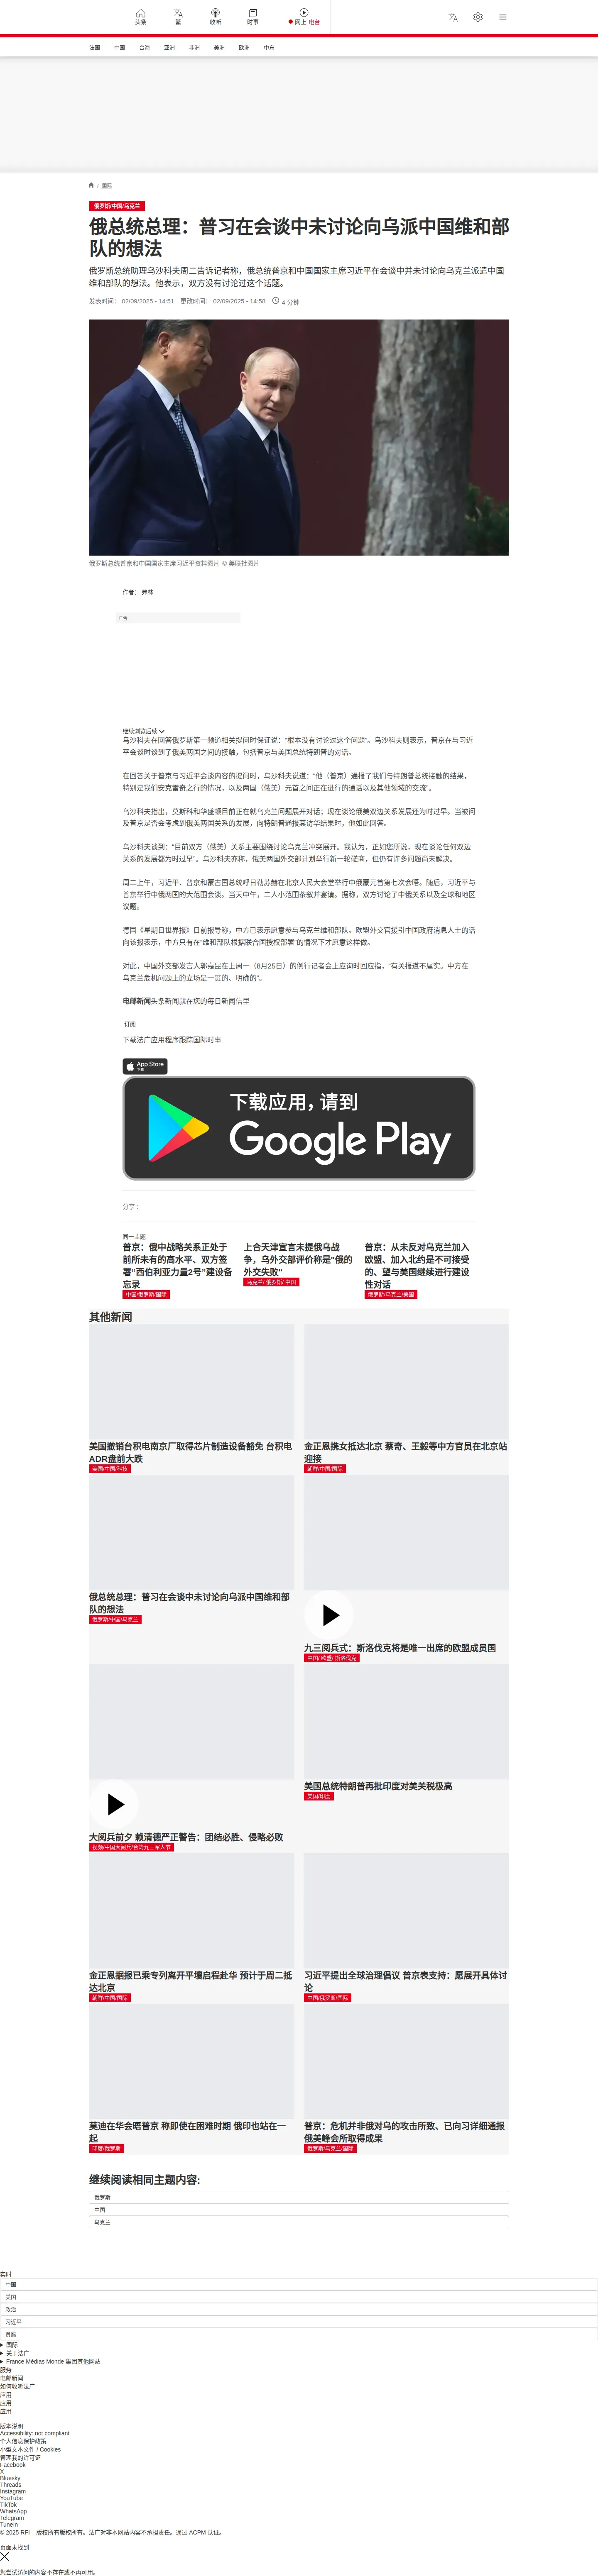 头条
繁
收听
时事
网上 电台
法国 中国 台海 亚洲 非洲 美洲 欧洲 中东
/ 国际
俄罗斯/中国/乌克兰
俄总统总理：普习在会谈中未讨论向乌派中国维和部
队的想法
俄罗斯总统助理乌沙科夫周二告诉记者称，俄总统普京和中国国家主席习近平在会谈中并未讨论向乌克兰派遣中国
维和部队的想法。他表示，双方没有讨论过这个话题。
发表时间： 02/09/2025 - 14:51 更改时间： 02/09/2025 - 14:58 4 分钟
俄罗斯总统普京和中国国家主席习近平资料图片 © 美联社图片
作者： 弗林
广告
继续浏览后续
乌沙科夫在回答俄罗斯第一频道相关提问时保证说："根本没有讨论过这个问题"。乌沙科夫则表示，普京在与习近
平会谈时谈到了俄美两国之间的接触，包括普京与美国总统特朗普的对话。
在回答关于普京与习近平会谈内容的提问时，乌沙科夫说道："他（普京）通报了我们与特朗普总统接触的结果，
特别是我们安克雷奇之行的情况，以及两国（俄美）元首之间正在进行的通话以及其他领域的交流"。
乌沙科夫指出，莫斯科和华盛顿目前正在就乌克兰问题展开对话；现在谈论俄美双边关系发展还为时过早。当被问
及普京是否会考虑到俄美两国关系的发展，向特朗普通报其访华结果时，他如此回答。
乌沙科夫谈到："目前双方（俄美）关系主要围绕讨论乌克兰冲突展开。我认为，正如您所说，现在谈论任何双边
关系的发展都为时过早"。乌沙科夫亦称，俄美两国外交部计划举行新一轮磋商，但仍有许多问题尚未解决。
周二上午，习近平、普京和蒙古国总统呼日勒苏赫在北京人民大会堂举行中俄蒙元首第七次会晤。随后，习近平与
普京举行中俄两国的大范围会谈。当天中午，二人小范围茶叙并宴请。据称，双方讨论了中俄关系以及全球和地区
议题。
德国《星期日世界报》日前报导称，中方已表示愿意参与乌克兰维和部队。欧盟外交官援引中国政府消息人士的话
向该报表示，中方只有在"维和部队根据联合国授权部署"的情况下才愿意这样做。
对此，中国外交部发言人郭嘉昆在上周一（8月25日）的例行记者会上应询时回应指，"有关报道不属实。中方在
乌克兰危机问题上的立场是一贯的、明确的"。
电邮新闻头条新闻就在您的每日新闻信里
订阅
下载法广应用程序跟踪国际时事
App Store
下载
下载应用，请到
Google Play
分享 :
同一主题
普京：俄中战略关系正处于
前所未有的高水平、双方签
署"西伯利亚力量2号"建设备
忘录
中国/俄罗斯/国际
上合天津宣言未提俄乌战
争，乌外交部评价称是"俄的
外交失败"
乌克兰/ 俄罗斯/ 中国
普京：从未反对乌克兰加入
欧盟、加入北约是不可接受
的、望与美国继续进行建设
性对话
俄罗斯/乌克兰/美国
其他新闻
美国撤销台积电南京厂取得芯片制造设备豁免 台积电
ADR盘前大跌
美国/中国/科技
金正恩携女抵达北京 蔡奇、王毅等中方官员在北京站
迎接
朝鲜/中国/国际
俄总统总理：普习在会谈中未讨论向乌派中国维和部
队的想法
俄罗斯/中国/乌克兰
九三阅兵式：斯洛伐克将是唯一出席的欧盟成员国
中国/ 欧盟/ 斯洛伐克
大阅兵前夕 赖清德严正警告：团结必胜、侵略必败
视频/中国大阅兵/台湾九三军人节
美国总统特朗普再批印度对美关税极高
美国/印度
金正恩据报已乘专列离开平壤启程赴华 预计于周二抵
达北京
朝鲜/中国/国际
习近平提出全球治理倡议 普京表支持：愿展开具体讨
论
中国/俄罗斯/国际
莫迪在华会晤普京 称即使在困难时期 俄印也站在一
起
印度/俄罗斯
普京：危机并非俄对乌的攻击所致、已向习详细通报
俄美峰会所取得成果
俄罗斯/乌克兰/国际
继续阅读相同主题内容:
俄罗斯
中国
乌克兰
实时
中国
美国
政治
习近平
贪腐
国际
关于法广
France Médias Monde 集团其他网站
服务
电邮新闻
如何收听法广
应用
应用
应用
版本说明
Accessibility: not compliant
个人信息保护政策
小型文本文件 / Cookies
管理我的许可证
Facebook
X
Bluesky
Threads
Instagram
YouTube
TikTok
WhatsApp
Telegram
TuneIn
© 2025 RFI – 版权所有版权所有。法广对非本网站内容不承担责任。通过 ACPM 认证。
页面未找到
您尝试访问的内容不存在或不再可用。